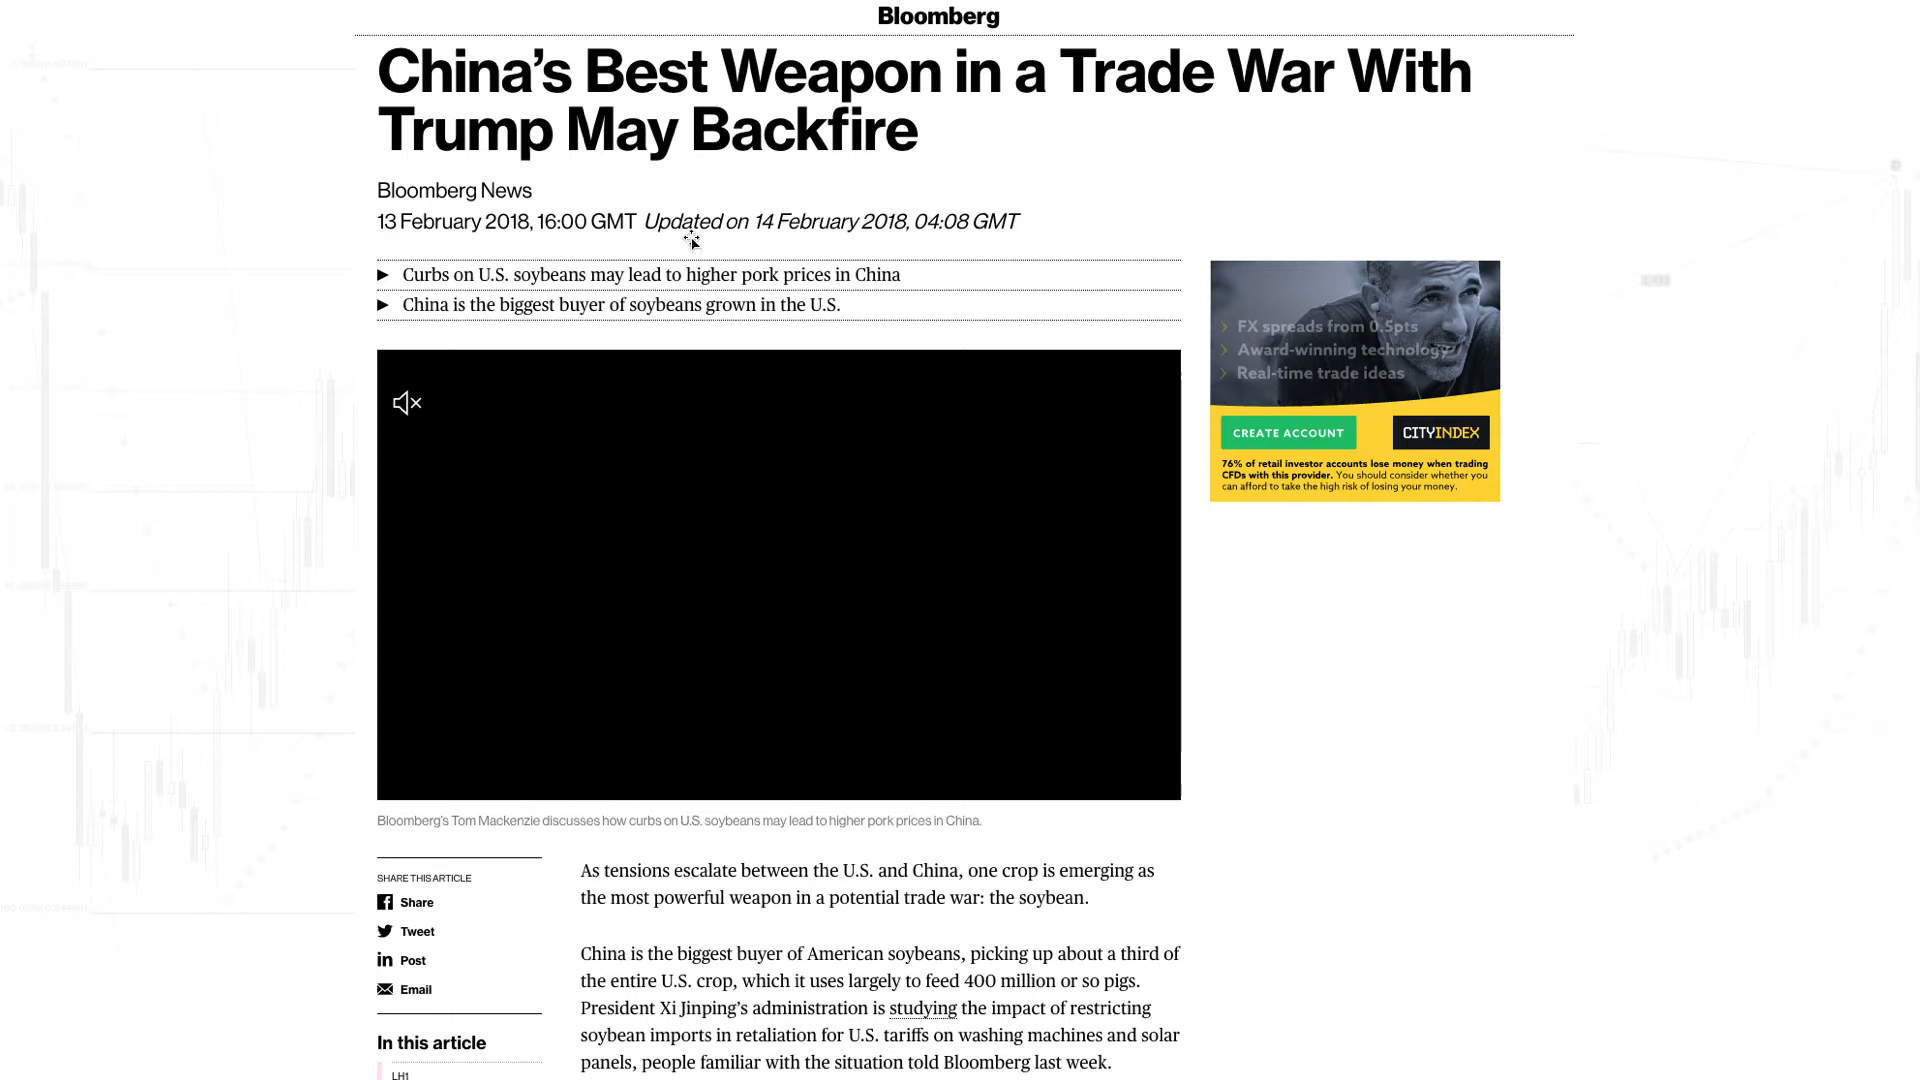 Bloomberg
China's Best Weapon in a Trade War With
Trump May Backfire
Bloomberg News
13 February 2018, 16:00 GMT Updated on 14 February 2018, 04:08 GMT
Curbs on U.S. soybeans may lead to higher pork prices in China
China is the biggest buyer of soybeans grown in the U.S.
FX spreads from 0.5pts
Award-winning technology
Real-time trade ideas
CREATE ACCOUNT
CITYINDEX
76% of retail investor accounts lose money when trading
CFDs with this provider. You should consider whether you
can afford to take the high risk of losing your money.
Bloomberg's Tom Mackenzie discusses how curbs on U.S. soybeans may lead to higher pork prices in China.
SHARE THIS ARTICLE
Share
Tweet
Post
Email
In this article
LH1
As tensions escalate between the U.S. and China, one crop is emerging as
the most powerful weapon in a potential trade war: the soybean.
China is the biggest buyer of American soybeans, picking up about a third of
the entire U.S. crop, which it uses largely to feed 400 million or so pigs.
President Xi Jinping's administration is studying the impact of restricting
soybean imports in retaliation for U.S. tariffs on washing machines and solar
panels, people familiar with the situation told Bloomberg last week.